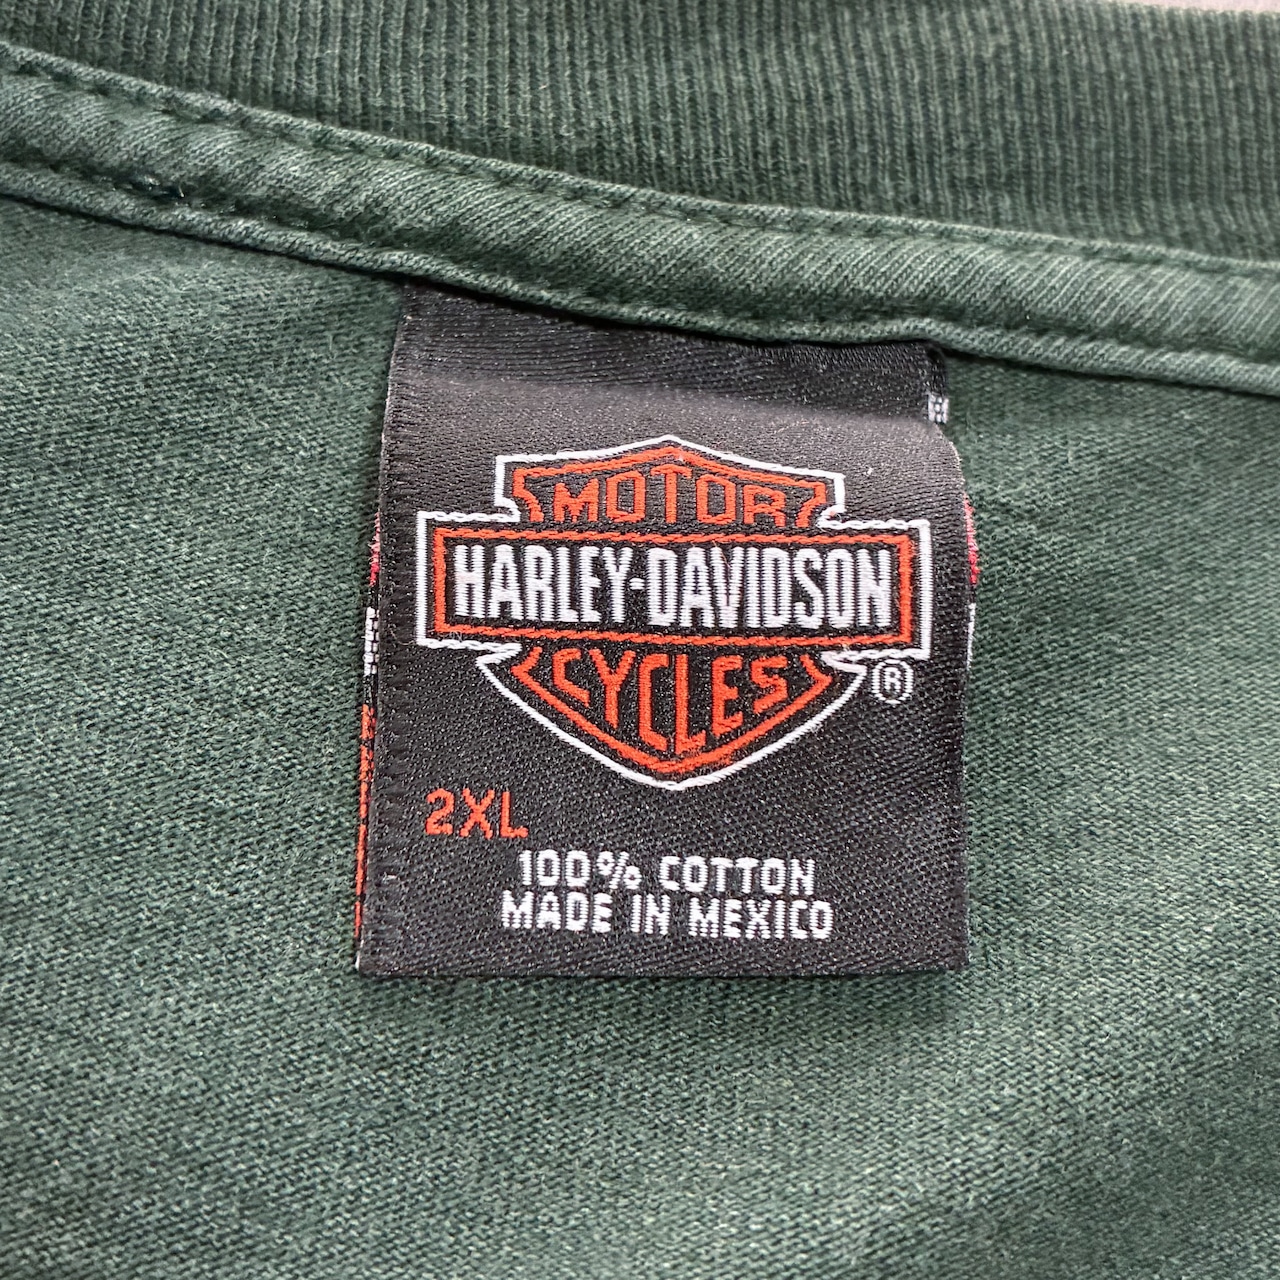 MOTOR
HARLEY-DAVIDSON
CYCLES
®
2XL
100% COTTON
MADE IN MEXICO